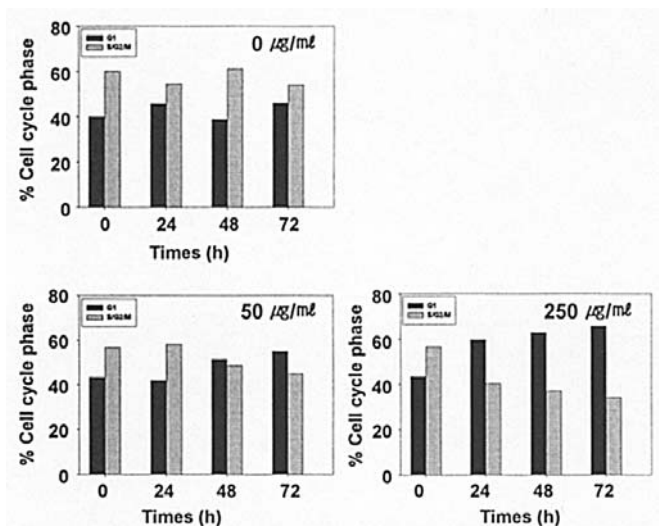 80
G1
S/G2/M
0 μg/mℓ
60
40
20
0
% Cell cycle phase
0 24 48 72
Times (h)
80
G1
S/G2/M
50 μg/mℓ
60
40
20
0
% Cell cycle phase
0 24 48 72
Times (h)
80
G1
S/G2/M
250 μg/mℓ
60
40
20
0
% Cell cycle phase
0 24 48 72
Times (h)